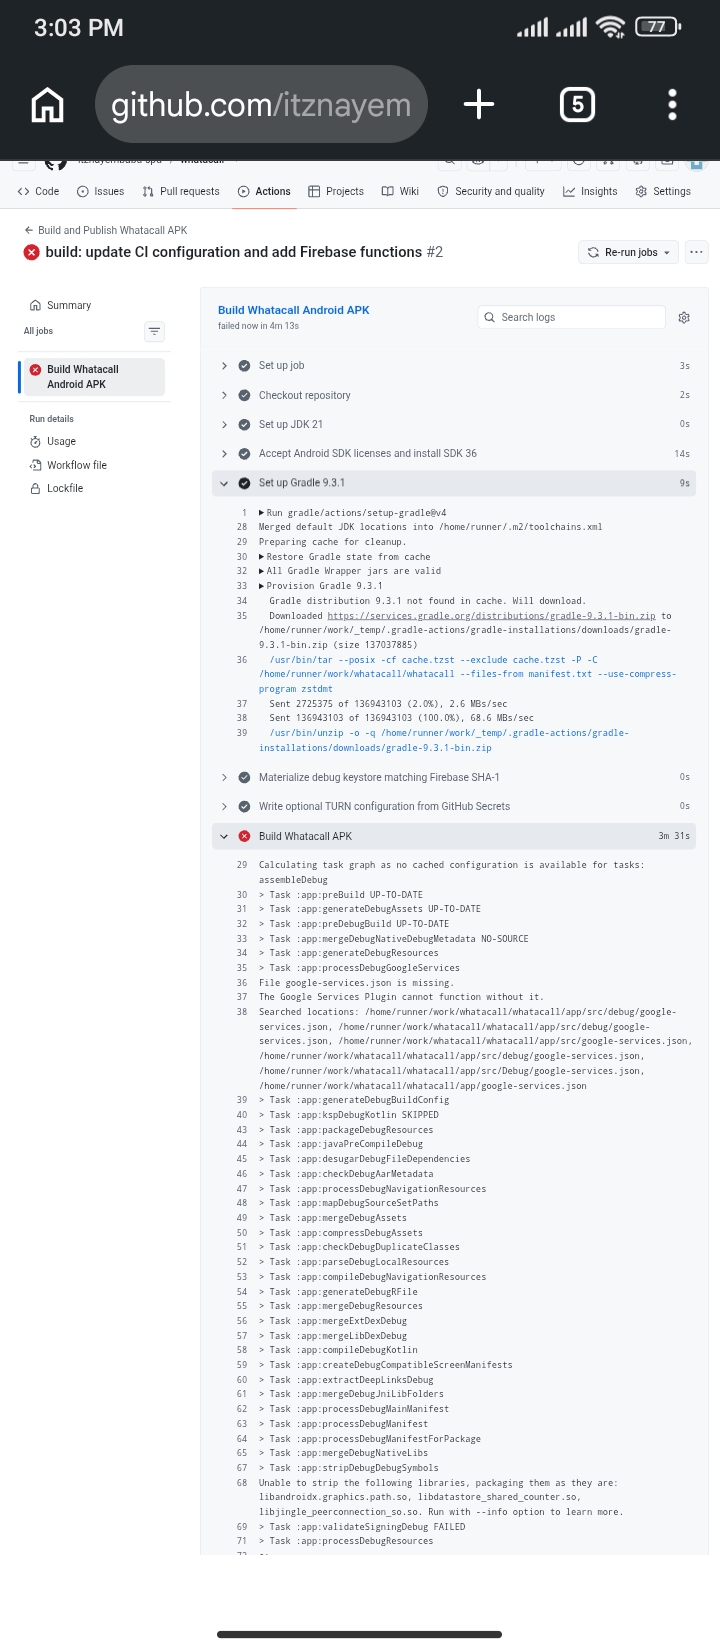 3:03 PM
77
github.com/itznayem
5
Code
Issues
Pull requests
Actions
Projects
Wiki
Security and quality
Insights
Settings
← Build and Publish Whatacall APK
build: update CI configuration and add Firebase functions #2
Re-run jobs
Summary
All jobs
Build Whatacall
Android APK
Run details
Usage
Workflow file
Lockfile
Build Whatacall Android APK
failed now in 4m 13s
Search logs
Set up job 3s
Checkout repository 2s
Set up JDK 21 0s
Accept Android SDK licenses and install SDK 36 14s
Set up Gradle 9.3.1 9s
1 ▶ Run gradle/actions/setup-gradle@v4
28 Merged default JDK locations into /home/runner/.m2/toolchains.xml
29 Preparing cache for cleanup.
30 ▶ Restore Gradle state from cache
32 ▶ All Gradle Wrapper jars are valid
33 ▶ Provision Gradle 9.3.1
34 Gradle distribution 9.3.1 not found in cache. Will download.
35 Downloaded https://services.gradle.org/distributions/gradle-9.3.1-bin.zip to
/home/runner/work/_temp/.gradle-actions/gradle-installations/downloads/gradle-
9.3.1-bin.zip (size 137037885)
36 /usr/bin/tar --posix -cf cache.tzst --exclude cache.tzst -P -C
/home/runner/work/whatacall/whatacall --files-from manifest.txt --use-compress-
program zstdmt
37 Sent 2725375 of 136943103 (2.0%), 2.6 MBs/sec
38 Sent 136943103 of 136943103 (100.0%), 68.6 MBs/sec
39 /usr/bin/unzip -o -q /home/runner/work/_temp/.gradle-actions/gradle-
installations/downloads/gradle-9.3.1-bin.zip
Materialize debug keystore matching Firebase SHA-1 0s
Write optional TURN configuration from GitHub Secrets 0s
Build Whatacall APK 3m 31s
29 Calculating task graph as no cached configuration is available for tasks:
assembleDebug
30 > Task :app:preBuild UP-TO-DATE
31 > Task :app:generateDebugAssets UP-TO-DATE
32 > Task :app:preDebugBuild UP-TO-DATE
33 > Task :app:mergeDebugNativeDebugMetadata NO-SOURCE
34 > Task :app:generateDebugResources
35 > Task :app:processDebugGoogleServices
36 File google-services.json is missing.
37 The Google Services Plugin cannot function without it.
38 Searched locations: /home/runner/work/whatacall/whatacall/app/src/debug/google-
services.json, /home/runner/work/whatacall/whatacall/app/src/debug/google-
services.json, /home/runner/work/whatacall/whatacall/app/src/google-services.json,
/home/runner/work/whatacall/whatacall/app/src/debug/google-services.json,
/home/runner/work/whatacall/whatacall/app/src/Debug/google-services.json,
/home/runner/work/whatacall/whatacall/app/google-services.json
39 > Task :app:generateDebugBuildConfig
40 > Task :app:kspDebugKotlin SKIPPED
43 > Task :app:packageDebugResources
44 > Task :app:javaPreCompileDebug
45 > Task :app:desugarDebugFileDependencies
46 > Task :app:checkDebugAarMetadata
47 > Task :app:processDebugNavigationResources
48 > Task :app:mapDebugSourceSetPaths
49 > Task :app:mergeDebugAssets
50 > Task :app:compressDebugAssets
51 > Task :app:checkDebugDuplicateClasses
52 > Task :app:parseDebugLocalResources
53 > Task :app:compileDebugNavigationResources
54 > Task :app:generateDebugRFile
55 > Task :app:mergeDebugResources
56 > Task :app:mergeExtDexDebug
57 > Task :app:mergeLibDexDebug
58 > Task :app:compileDebugKotlin
59 > Task :app:createDebugCompatibleScreenManifests
60 > Task :app:extractDeepLinksDebug
61 > Task :app:mergeDebugJniLibFolders
62 > Task :app:processDebugMainManifest
63 > Task :app:processDebugManifest
64 > Task :app:processDebugManifestForPackage
65 > Task :app:mergeDebugNativeLibs
67 > Task :app:stripDebugDebugSymbols
68 Unable to strip the following libraries, packaging them as they are:
libandroidx.graphics.path.so, libdatastore_shared_counter.so,
libjingle_peerconnection_so.so. Run with --info option to learn more.
69 > Task :app:validateSigningDebug FAILED
71 > Task :app:processDebugResources